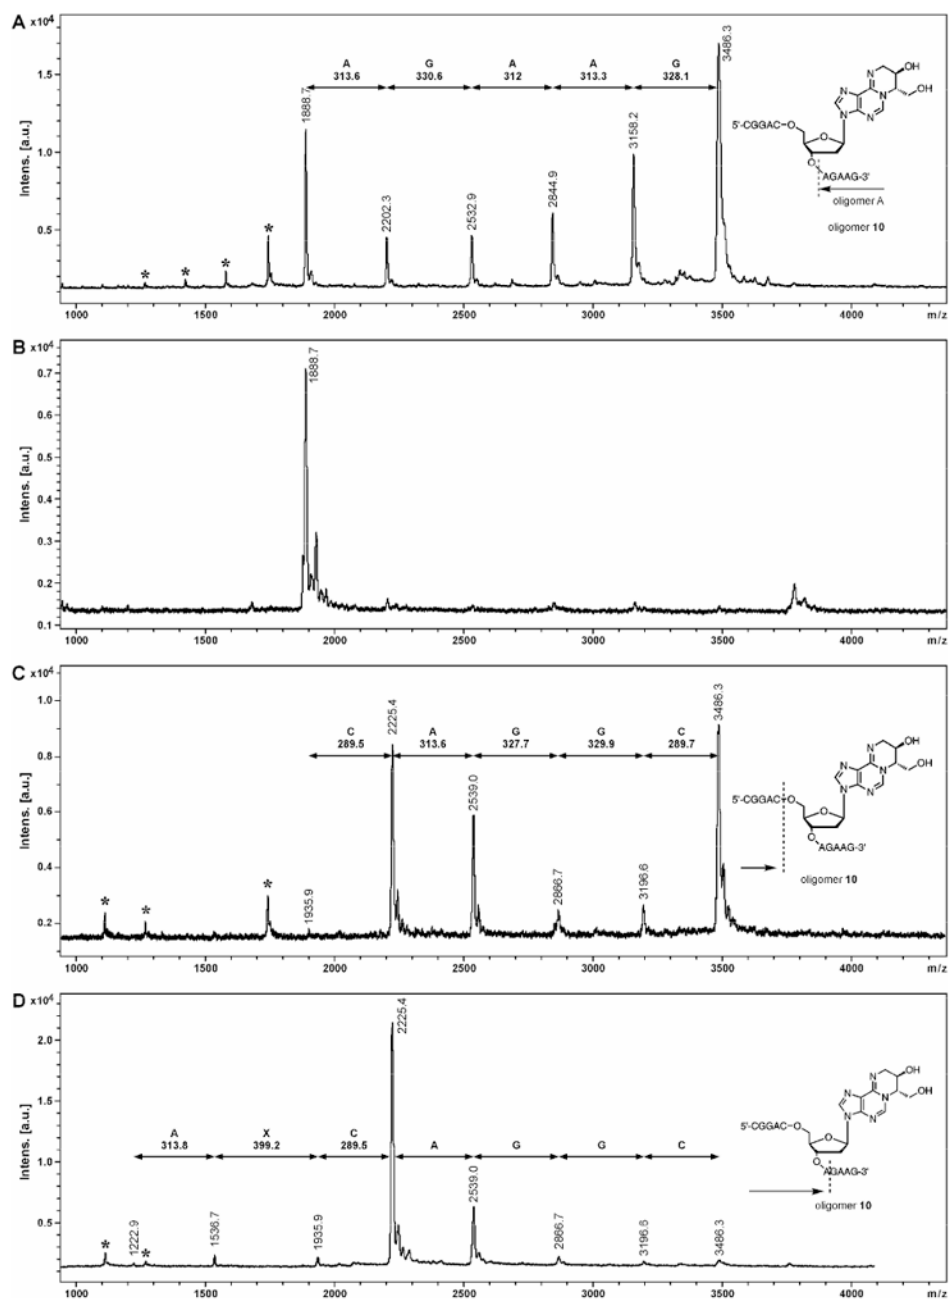 A
x10⁴
Intens. [a.u.]
1.5
1.0
0.5
A G A A G
313.6 330.6 312 313.3 328.1
* * * *
1888.7
2202.3
2532.9
2844.9
3158.2
3486.3
N N OH
N N N OH
5'-CGGAC-O O
O
AGAAG-3'
oligomer A
oligomer 10
1000 1500 2000 2500 3000 3500 4000 m/z
B
x10⁴
Intens. [a.u.]
0.7
0.6
0.5
0.4
0.3
0.2
0.1
1888.7
1000 1500 2000 2500 3000 3500 4000 m/z
C
x10⁴
Intens. [a.u.]
1.0
0.8
0.6
0.4
0.2
C A G G C
289.5 313.6 327.7 329.9 289.7
* * *
1935.9
2225.4
2539.0
2866.7
3196.6
3486.3
N N OH
N N N OH
5'-CGGAC-O O
O
AGAAG-3'
oligomer 10
1000 1500 2000 2500 3000 3500 4000 m/z
D
x10⁴
Intens. [a.u.]
2.0
1.5
1.0
0.5
A X C A G G C
313.8 399.2 289.5
* *
1222.9
1536.7
1935.9
2225.4
2539.0
2866.7
3196.6
3486.3
N N OH
N N N OH
5'-CGGAC-O O
O
AGAAG-3'
oligomer 10
1000 1500 2000 2500 3000 3500 4000 m/z